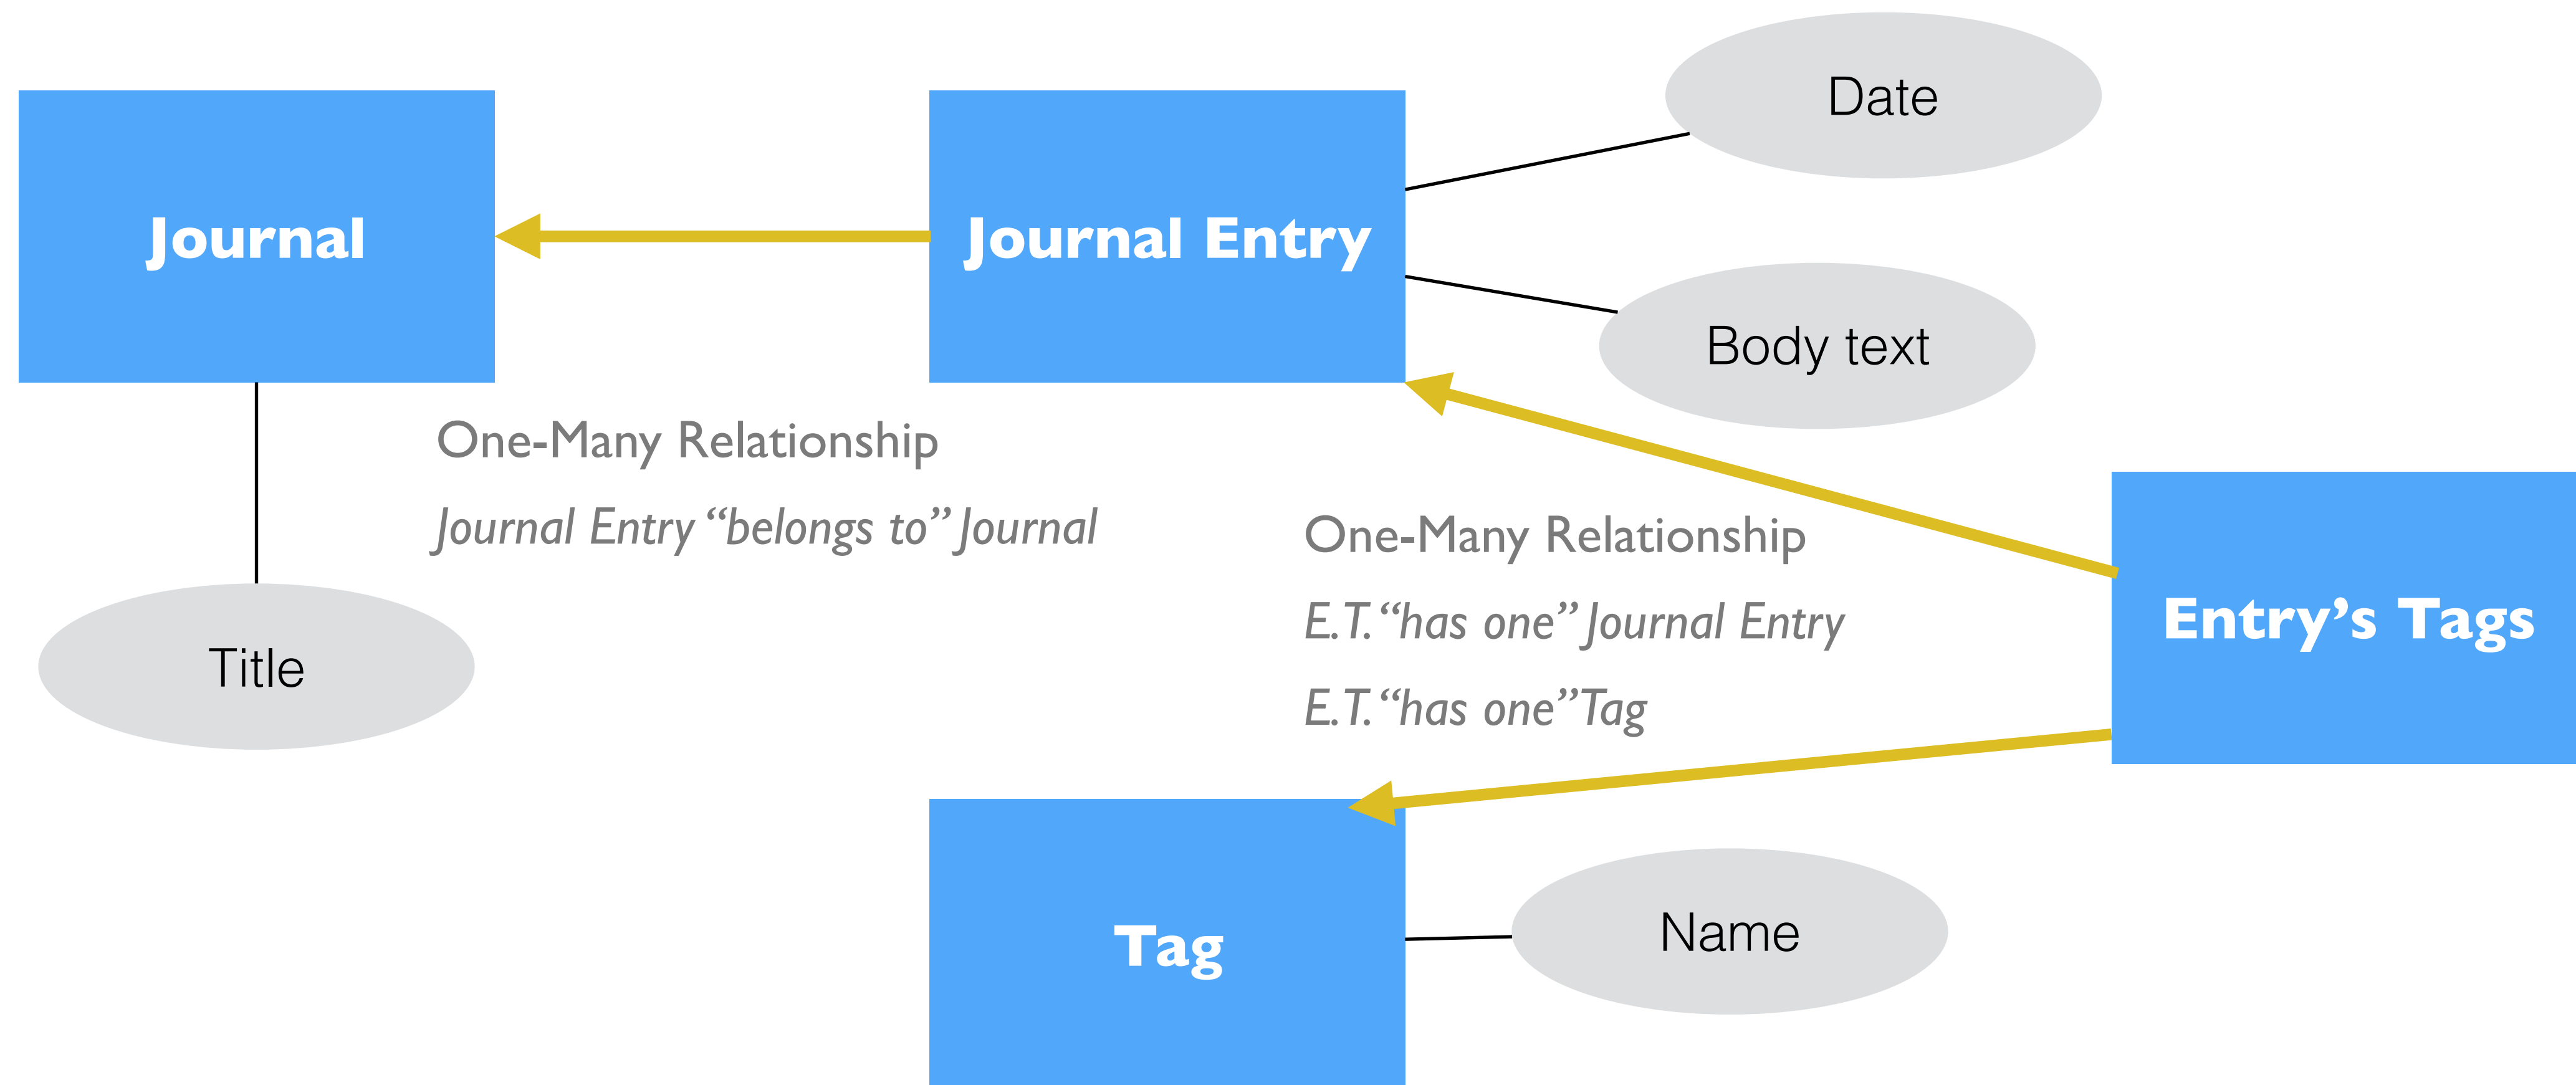 Journal
Journal Entry
Date
Body text
One-Many Relationship
Journal Entry “belongs to” Journal
Title
One-Many Relationship
E.T. “has one” Journal Entry
E.T. “has one” Tag
Entry’s Tags
Tag
Name